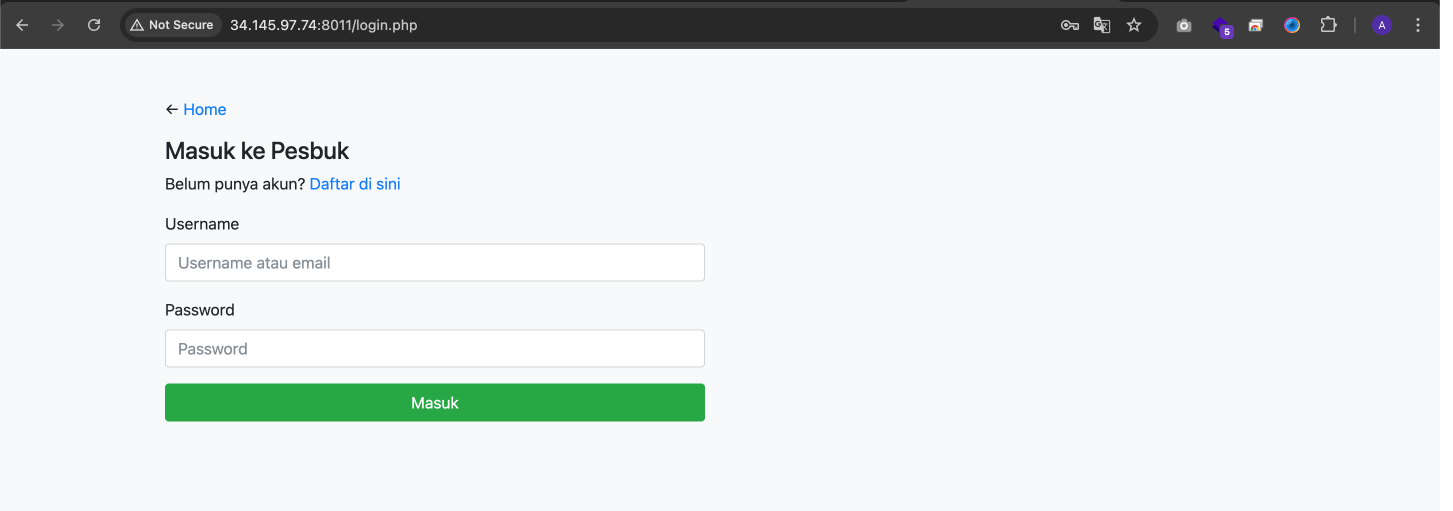 Not Secure 34.145.97.74:8011/login.php 5 A
← Home
Masuk ke Pesbuk
Belum punya akun? Daftar di sini
Username
Username atau email
Password
Password
Masuk